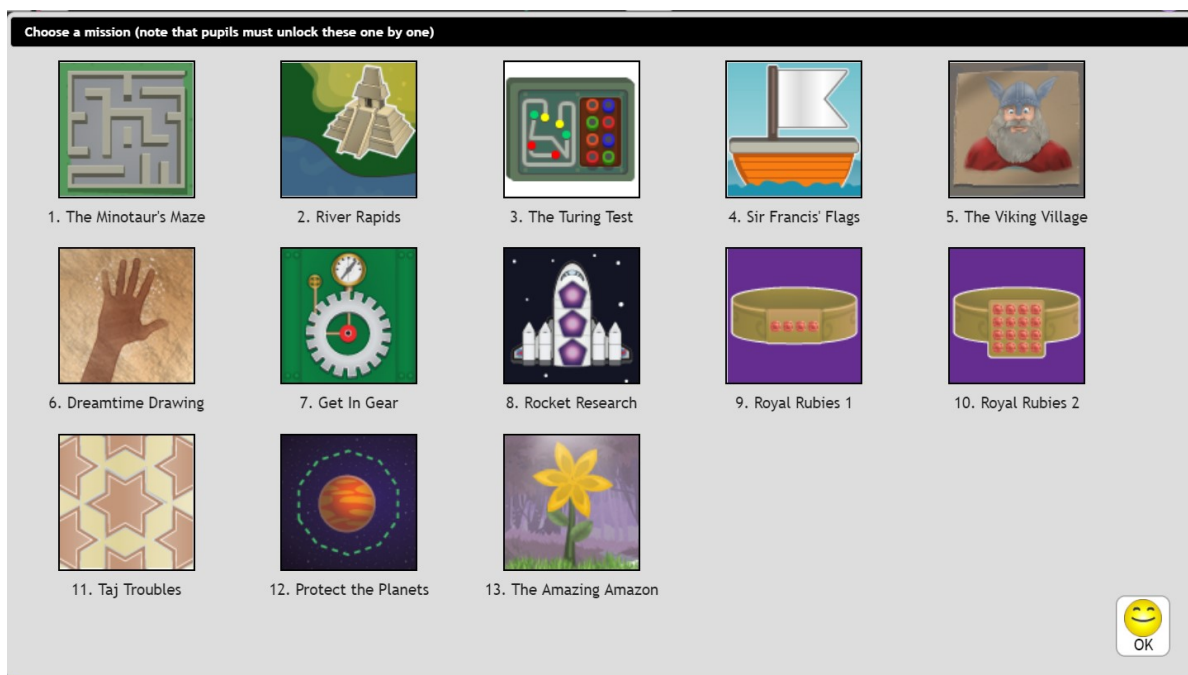 Choose a mission (note that pupils must unlock these one by one)
1. The Minotaur's Maze
2. River Rapids
3. The Turing Test
4. Sir Francis' Flags
5. The Viking Village
6. Dreamtime Drawing
7. Get In Gear
8. Rocket Research
9. Royal Rubies 1
10. Royal Rubies 2
11. Taj Troubles
12. Protect the Planets
13. The Amazing Amazon
OK